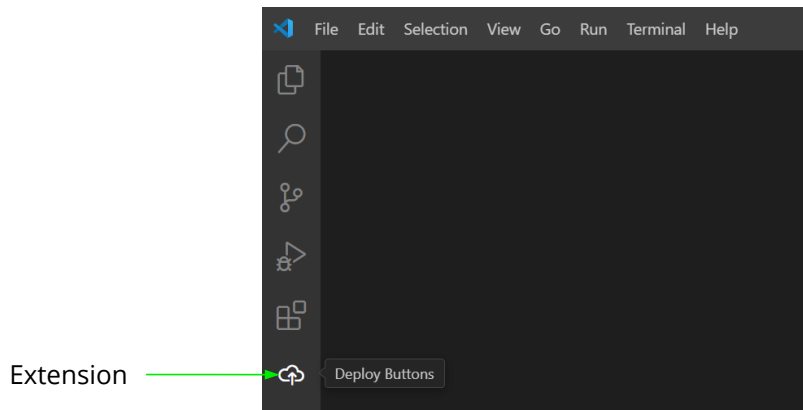 File Edit Selection View Go Run Terminal Help
Extension
Deploy Buttons